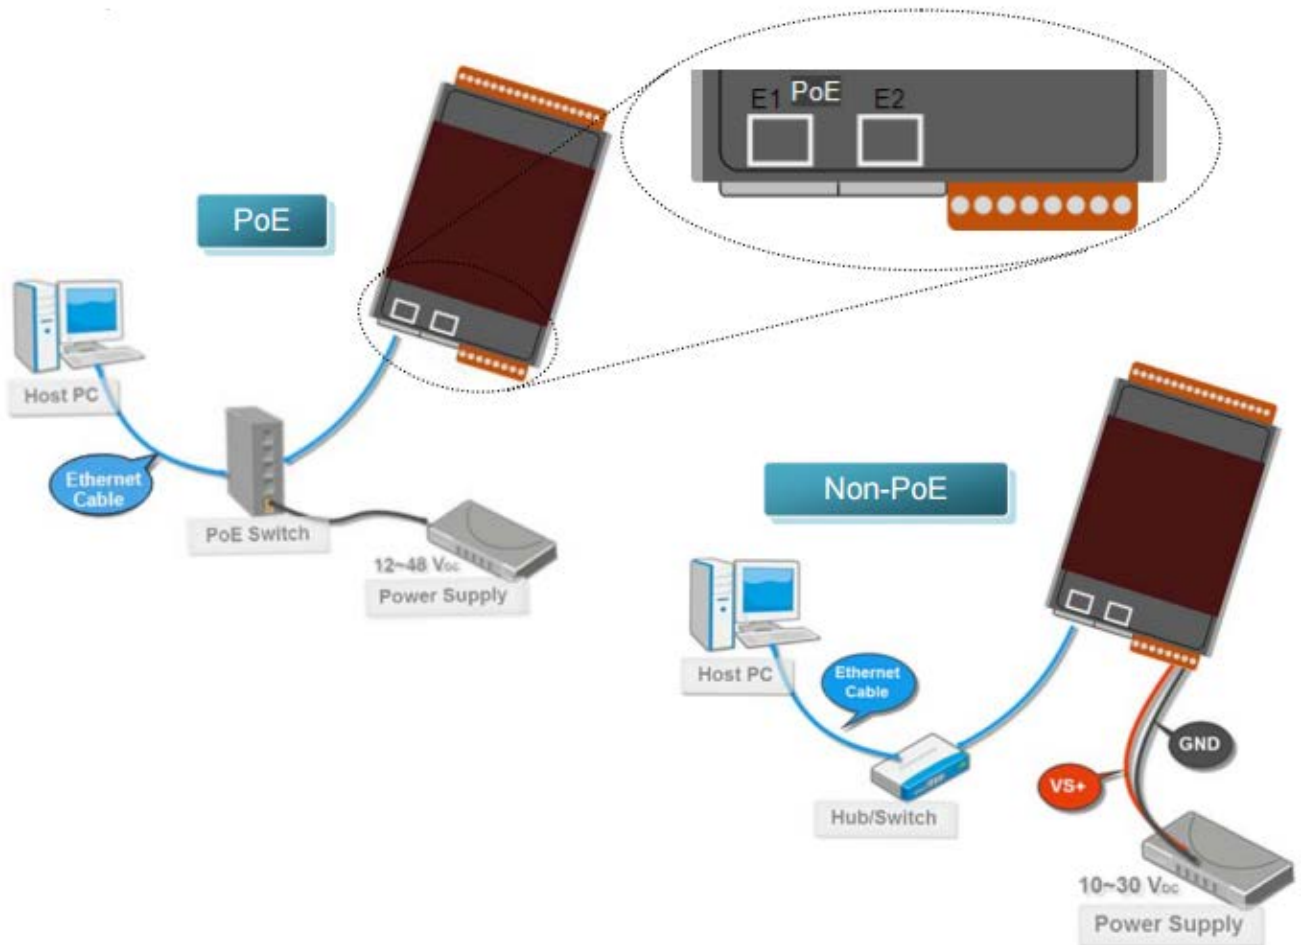 E1 PoE E2
PoE
Host PC
Ethernet
Cable
PoE Switch
12~48 VDC
Power Supply
Non-PoE
Host PC
Ethernet
Cable
Hub/Switch
GND
VS+
10~30 VDC
Power Supply